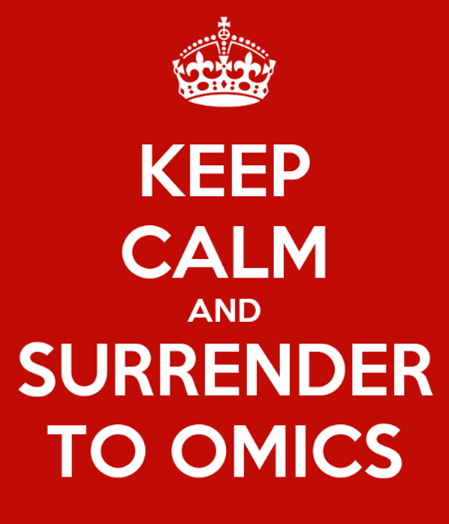 KEEP
CALM
AND
SURRENDER
TO OMICS